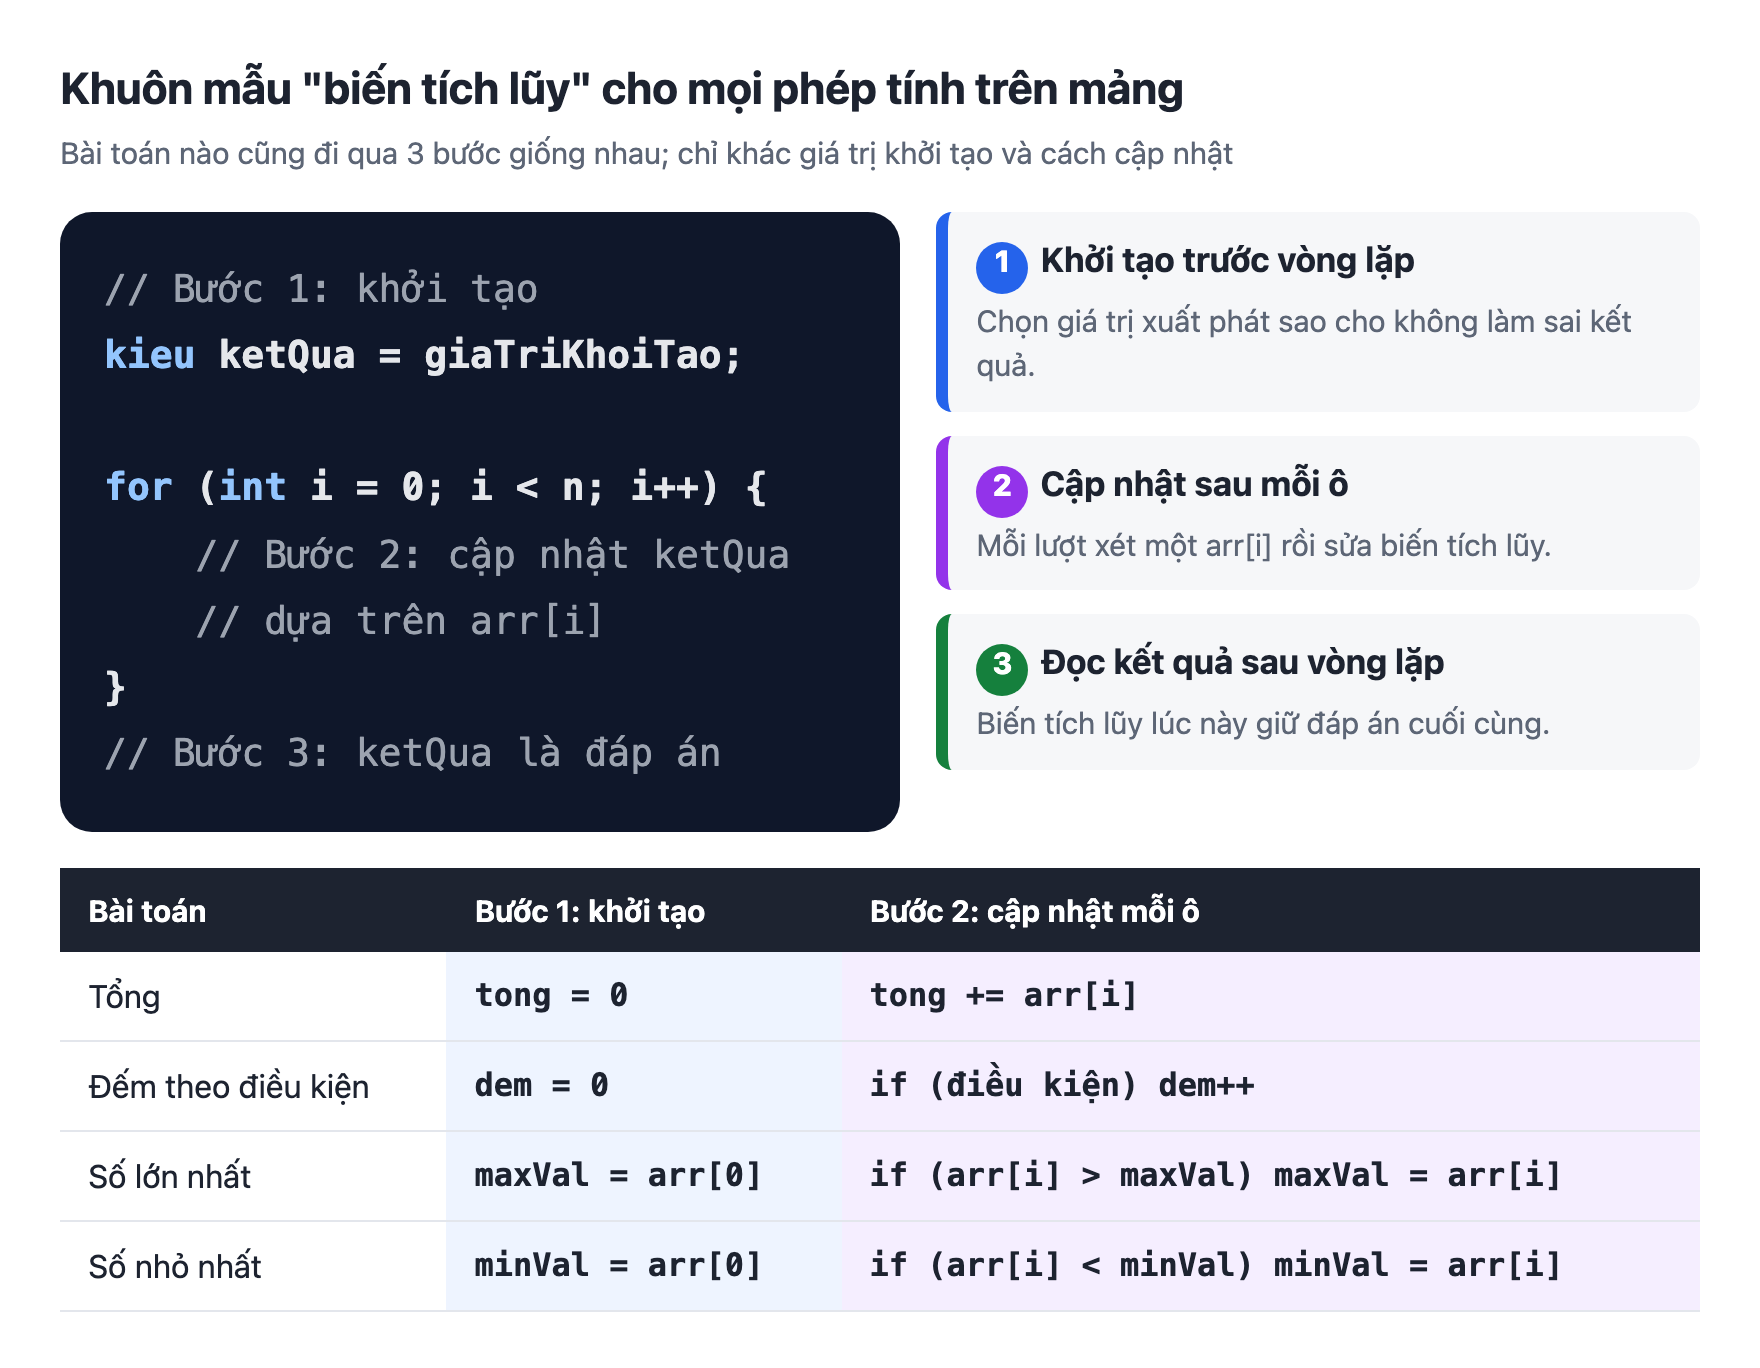 Khuôn mẫu "biến tích lũy" cho mọi phép tính trên mảng
Bài toán nào cũng đi qua 3 bước giống nhau; chỉ khác giá trị khởi tạo và cách cập nhật
// Bước 1: khởi tạo
kieu ketQua = giaTriKhoiTao;
for (int i = 0; i < n; i++) {
    // Bước 2: cập nhật ketQua
    // dựa trên arr[i]
}
// Bước 3: ketQua là đáp án
1 Khởi tạo trước vòng lặp
Chọn giá trị xuất phát sao cho không làm sai kết
quả.
2 Cập nhật sau mỗi ô
Mỗi lượt xét một arr[i] rồi sửa biến tích lũy.
3 Đọc kết quả sau vòng lặp
Biến tích lũy lúc này giữ đáp án cuối cùng.
Bài toán Bước 1: khởi tạo Bước 2: cập nhật mỗi ô
Tổng tong = 0 tong += arr[i]
Đếm theo điều kiện dem = 0 if (điều kiện) dem++
Số lớn nhất maxVal = arr[0] if (arr[i] > maxVal) maxVal = arr[i]
Số nhỏ nhất minVal = arr[0] if (arr[i] < minVal) minVal = arr[i]